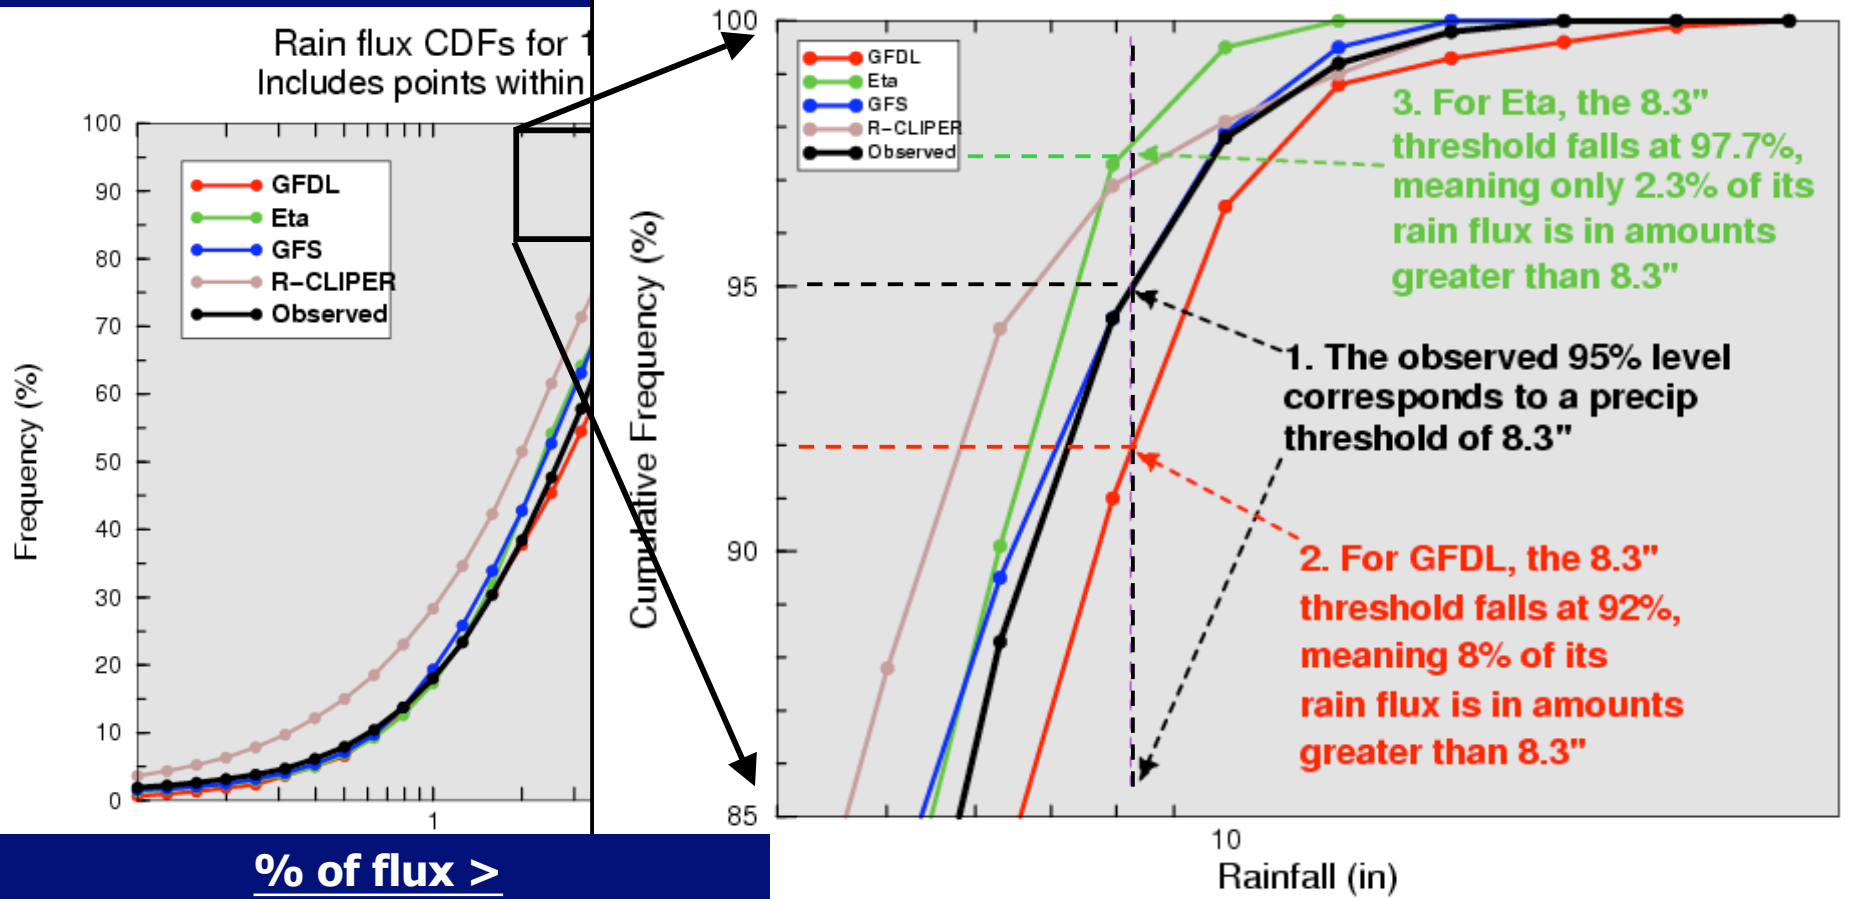 Rain flux CDFs for 1
Includes points within
100
90
80
70
60
50
40
30
20
10
0
Frequency (%)
GFDL
Eta
GFS
R-CLIPER
Observed
1
% of flux >
100
95
90
85
Cumulative Frequency (%)
GFDL
Eta
GFS
R-CLIPER
Observed
3. For Eta, the 8.3"
threshold falls at 97.7%,
meaning only 2.3% of its
rain flux is in amounts
greater than 8.3"
1. The observed 95% level
corresponds to a precip
threshold of 8.3"
2. For GFDL, the 8.3"
threshold falls at 92%,
meaning 8% of its
rain flux is in amounts
greater than 8.3"
10
Rainfall (in)